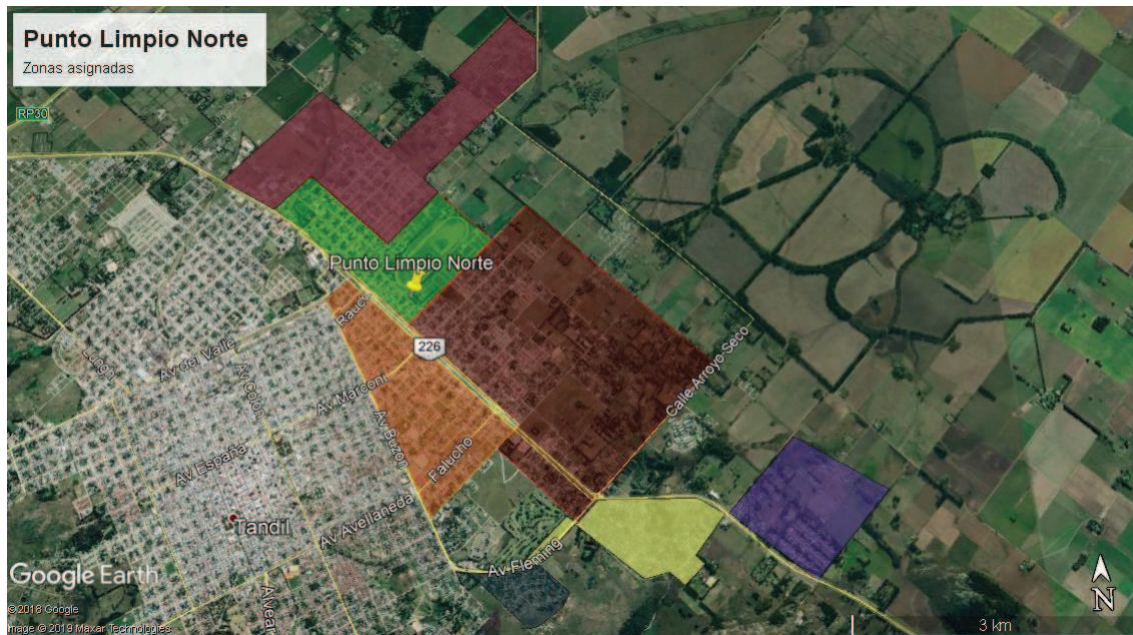 Punto Limpio Norte
Zonas asignadas
RP30
Punto Limpio Norte
Rauch
226
Av del Valle
Av Colón
Av Marconi
Calle Arroyo Seco
Av Buzón
Av España
Falucho
Av Avellaneda
Tandil
Av Fleming
Google Earth
© 2018 Google
Image © 2019 Maxar Technologies
Alvear
N
3 km